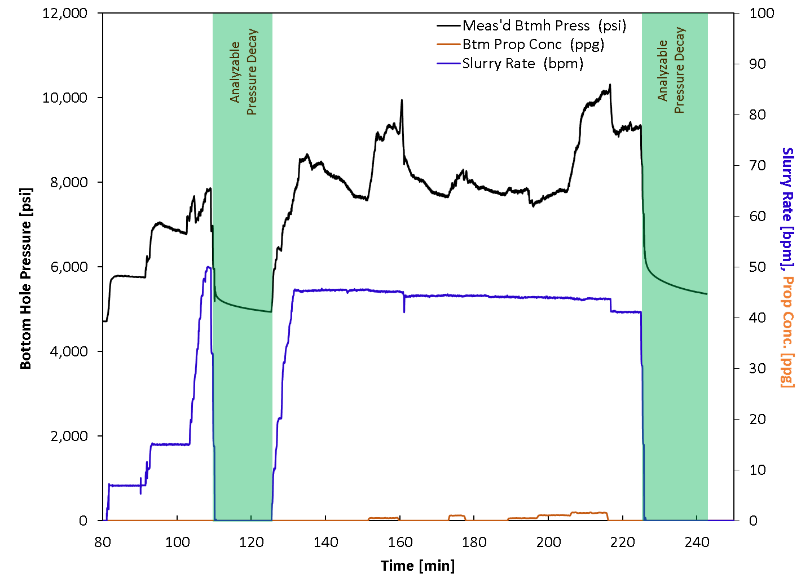 12,000
10,000
8,000
6,000
4,000
2,000
0
Bottom Hole Pressure [psi]
Analyzable
Pressure Decay
Meas'd Btmh Press (psi)
Btm Prop Conc (ppg)
Slurry Rate (bpm)
Analyzable
Pressure Decay
100
90
80
70
60
50
40
30
20
10
0
Slurry Rate [bpm], Prop Conc. [ppg]
80 100 120 140 160 180 200 220 240
Time [min]